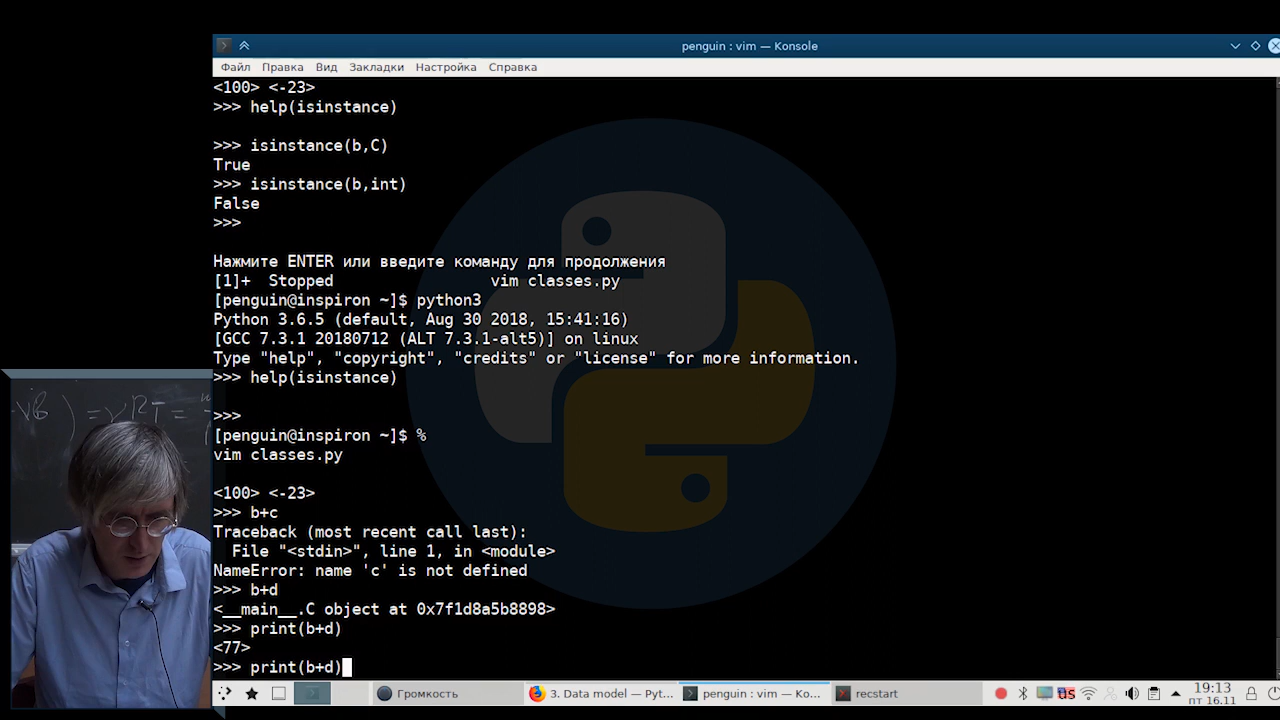 penguin : vim — Konsole
Файл Правка Вид Закладки Настройка Справка
<100> <-23>
>>> help(isinstance)
>>> isinstance(b,C)
True
>>> isinstance(b,int)
False
>>>
Нажмите ENTER или введите команду для продолжения
[1]+  Stopped                 vim classes.py
[penguin@inspiron ~]$ python3
Python 3.6.5 (default, Aug 30 2018, 15:41:16)
[GCC 7.3.1 20180712 (ALT 7.3.1-alt5)] on linux
Type "help", "copyright", "credits" or "license" for more information.
>>> help(isinstance)
>>>
[penguin@inspiron ~]$ %
vim classes.py
<100> <-23>
>>> b+c
Traceback (most recent call last):
  File "<stdin>", line 1, in <module>
NameError: name 'c' is not defined
>>> b+d
<__main__.C object at 0x7f1d8a5b8898>
>>> print(b+d)
<77>
>>> print(b+d)
Громкость
3. Data model — Pyt...
penguin : vim — Ko...
recstart
us
19:13
пт 16.11